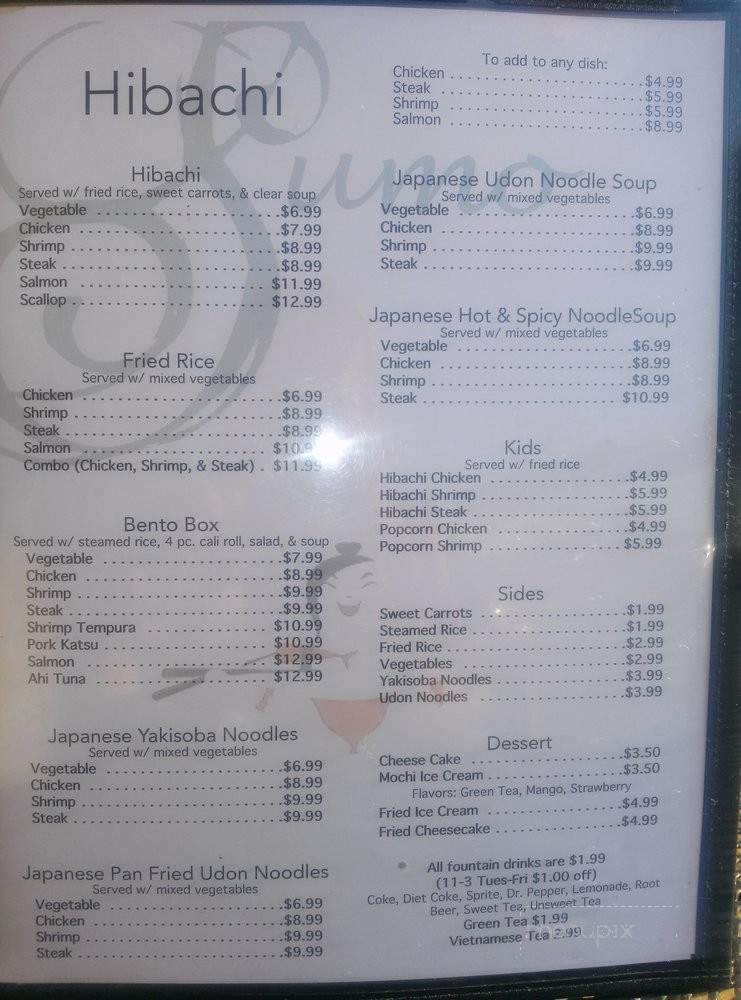 Sumo
Hibachi
Hibachi
Served w/ fried rice, sweet carrots, & clear soup
Vegetable ..................$6.99
Chicken ....................$7.99
Shrimp .....................$8.99
Steak ......................$8.99
Salmon .................... $11.99
Scallop ................... $12.99
Fried Rice
Served w/ mixed vegetables
Chicken ....................$6.99
Shrimp .....................$8.99
Steak ......................$8.99
Salmon ....................
Combo (Chicken, Shrimp, & Steak) . $11.99
Bento Box
Served w/ steamed rice, 4 pc. cali roll, salad, & soup
Vegetable ..................$7.99
Chicken ....................$8.99
Shrimp .....................$9.99
Steak ......................$9.99
Shrimp Tempura ............ $10.99
Pork Katsu ................ $10.99
Salmon .................... $12.99
Ahi Tuna .................. $12.99
Japanese Yakisoba Noodles
Served w/ mixed vegetables
Vegetable ..................$6.99
Chicken ....................$8.99
Shrimp .....................$9.99
Steak ......................$9.99
Japanese Pan Fried Udon Noodles
Served w/ mixed vegetables
Vegetable ..................$6.99
Chicken ....................$8.99
Shrimp .....................$9.99
Steak ......................$9.99
To add to any dish:
Chicken ....................$4.99
Steak ......................$5.99
Shrimp .....................$5.99
Salmon .....................$8.99
Japanese Udon Noodle Soup
Served w/ mixed vegetables
Vegetable ..................$6.99
Chicken ....................$8.99
Shrimp .....................$9.99
Steak ......................$9.99
Japanese Hot & Spicy NoodleSoup
Served w/ mixed vegetables
Vegetable ..................$6.99
Chicken ....................$8.99
Shrimp .....................$8.99
Steak ..................... $10.99
Kids
Served w/ fried rice
Hibachi Chicken ................$4.99
Hibachi Shrimp .................$5.99
Hibachi Steak ..................$5.99
Popcorn Chicken ................$4.99
Popcorn Shrimp .................$5.99
Sides
Sweet Carrots ..................$1.99
Steamed Rice ...................$1.99
Fried Rice .....................$2.99
Vegetables .....................$2.99
Yakisoba Noodles ...............$3.99
Udon Noodles ...................$3.99
Dessert
Cheese Cake ....................$3.50
Mochi Ice Cream ................$3.50
Flavors: Green Tea, Mango, Strawberry
Fried Ice Cream ................$4.99
Fried Cheesecake ...............$4.99
All fountain drinks are $1.99
(11-3 Tues-Fri $1.00 off)
Coke, Diet Coke, Sprite, Dr. Pepper, Lemonade, Root
Beer, Sweet Tea, Unsweet Tea
Green Tea $1.99
Vietnamese Tea 2.99
menupix